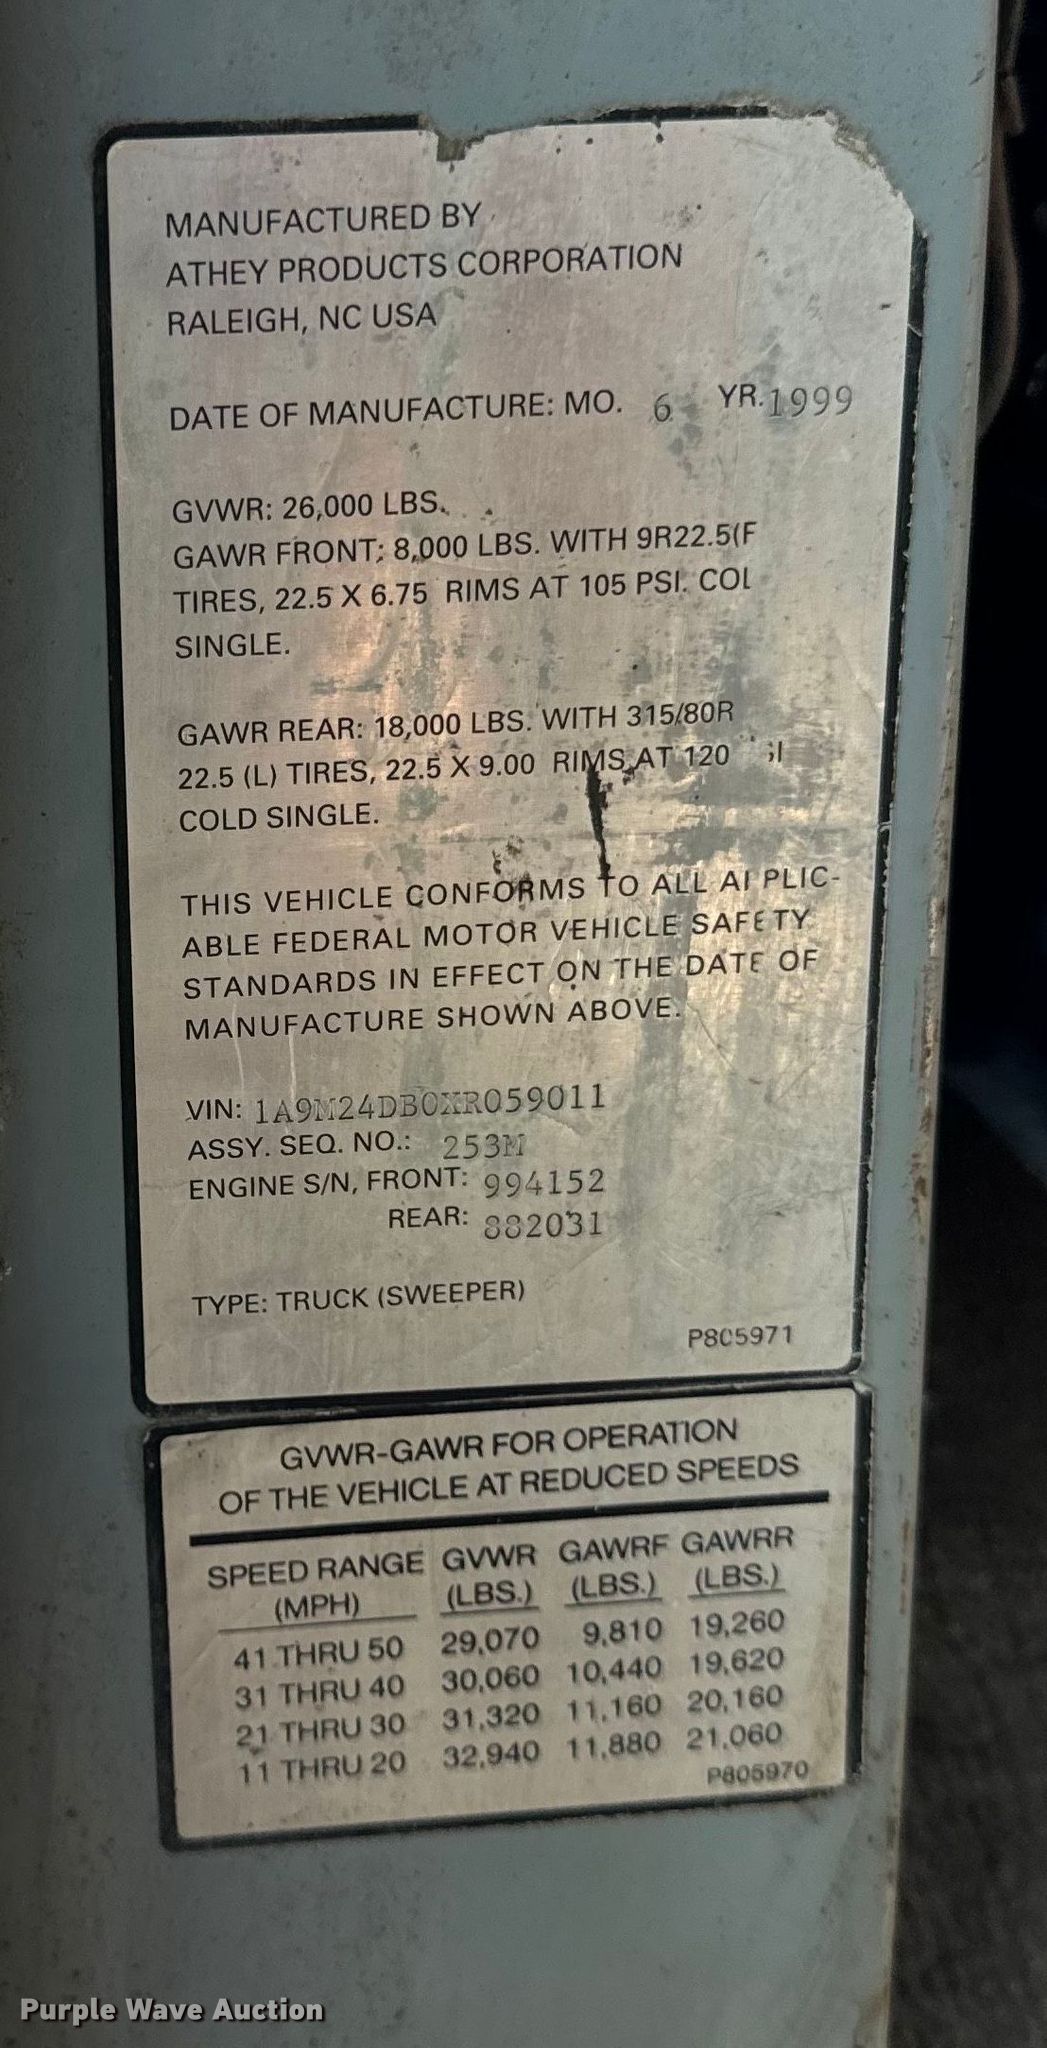 MANUFACTURED BY
ATHEY PRODUCTS CORPORATION
RALEIGH, NC USA
DATE OF MANUFACTURE: MO. 6 YR. 1999
GVWR: 26,000 LBS.
GAWR FRONT: 8,000 LBS. WITH 9R22.5(F
TIRES, 22.5 X 6.75 RIMS AT 105 PSI. COL
SINGLE.
GAWR REAR: 18,000 LBS. WITH 315/80R
22.5 (L) TIRES, 22.5 X 9.00 RIMS AT 120
COLD SINGLE.
THIS VEHICLE CONFORMS TO ALL APPLIC-
ABLE FEDERAL MOTOR VEHICLE SAFETY
STANDARDS IN EFFECT ON THE DATE OF
MANUFACTURE SHOWN ABOVE.
VIN: 1A9M24DB0XR059011
ASSY. SEQ. NO.: 253M
ENGINE S/N, FRONT: 994152
REAR: 882031
TYPE: TRUCK (SWEEPER)
P805971
GVWR-GAWR FOR OPERATION
OF THE VEHICLE AT REDUCED SPEEDS
SPEED RANGE GVWR GAWRF GAWRR
(MPH) (LBS.) (LBS.) (LBS.)
41 THRU 50 29,070 9,810 19,260
31 THRU 40 30,060 10,440 19,620
21 THRU 30 31,320 11,160 20,160
11 THRU 20 32,940 11,880 21,060
P805970
Purple Wave Auction